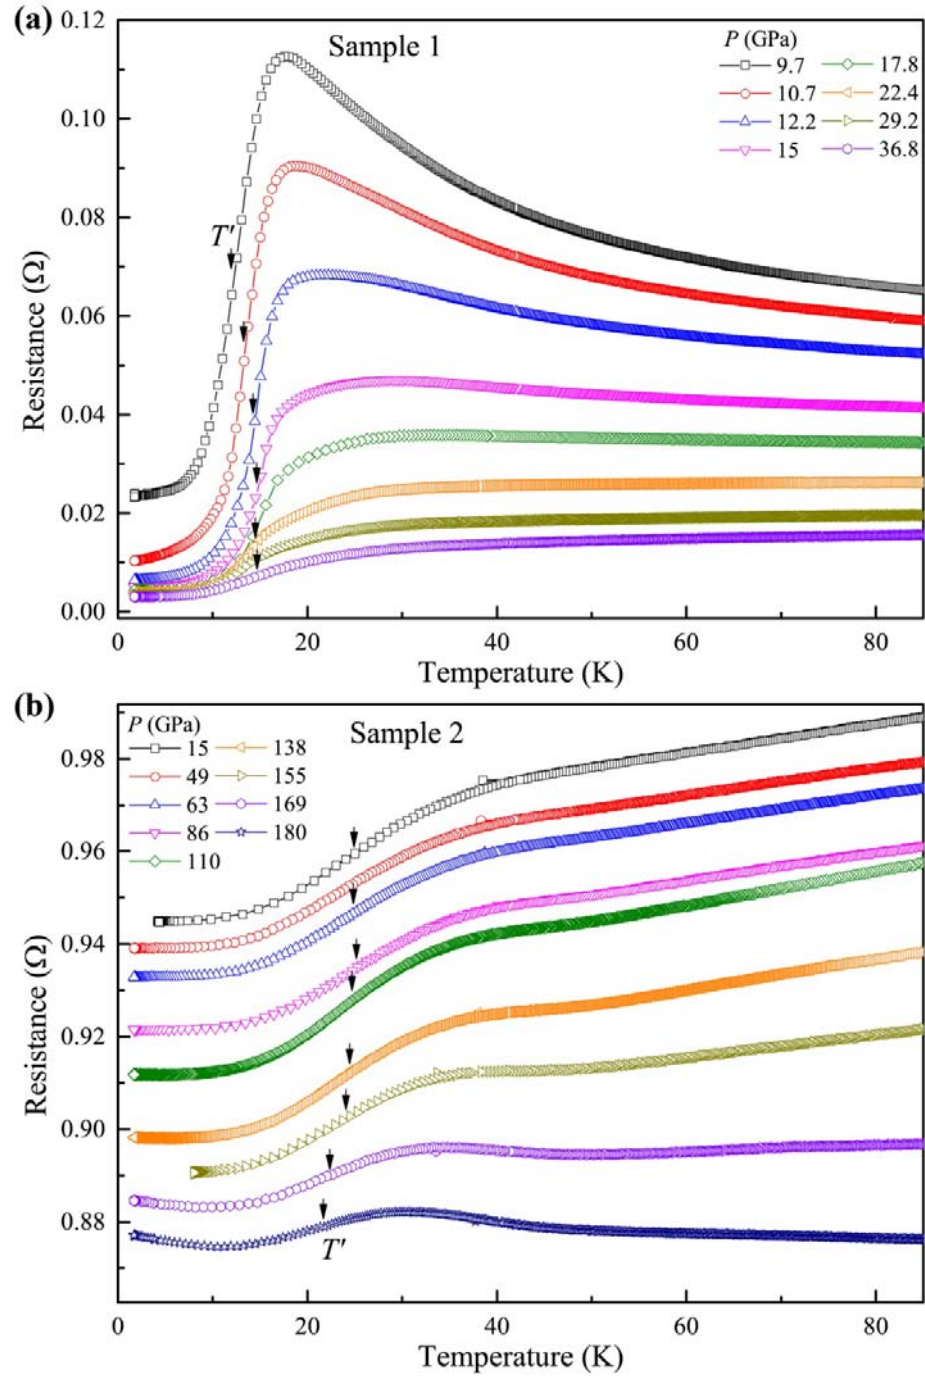 (a)
Sample 1
P (GPa)
9.7 17.8
10.7 22.4
12.2 29.2
15 36.8
T'
0.12
0.10
0.08
0.06
0.04
0.02
0.00
Resistance (Ω)
0 20 40 60 80
Temperature (K)
(b)
Sample 2
P (GPa)
15 138
49 155
63 169
86 180
110
0.98
0.96
0.94
0.92
0.90
0.88
Resistance (Ω)
T'
0 20 40 60 80
Temperature (K)